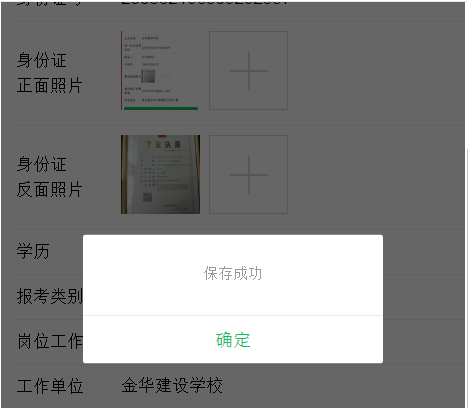 身份证
正面照片
身份证
反面照片
学历
保存成功
报考类别
确定
岗位工作
工作单位 金华建设学校